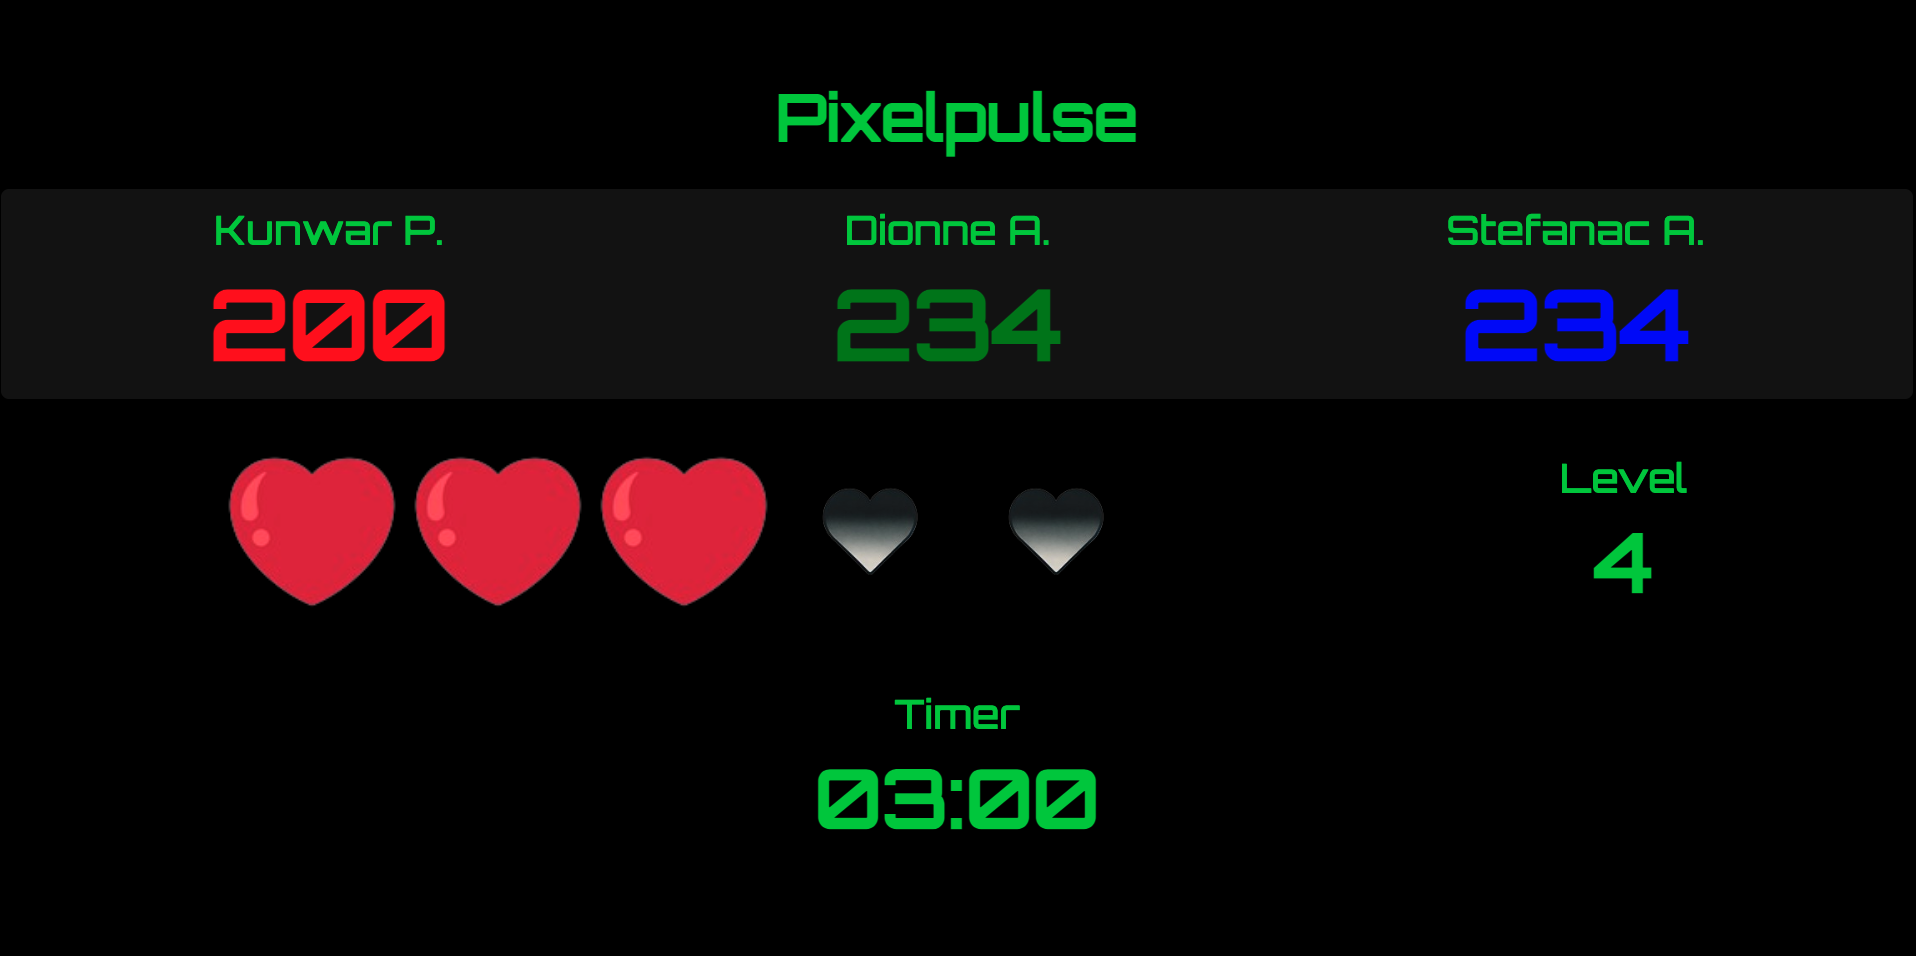 Pixelpulse
Kunwar P. Dionne A. Stefanac A.
200 234 234
Level
4
Timer
03:00